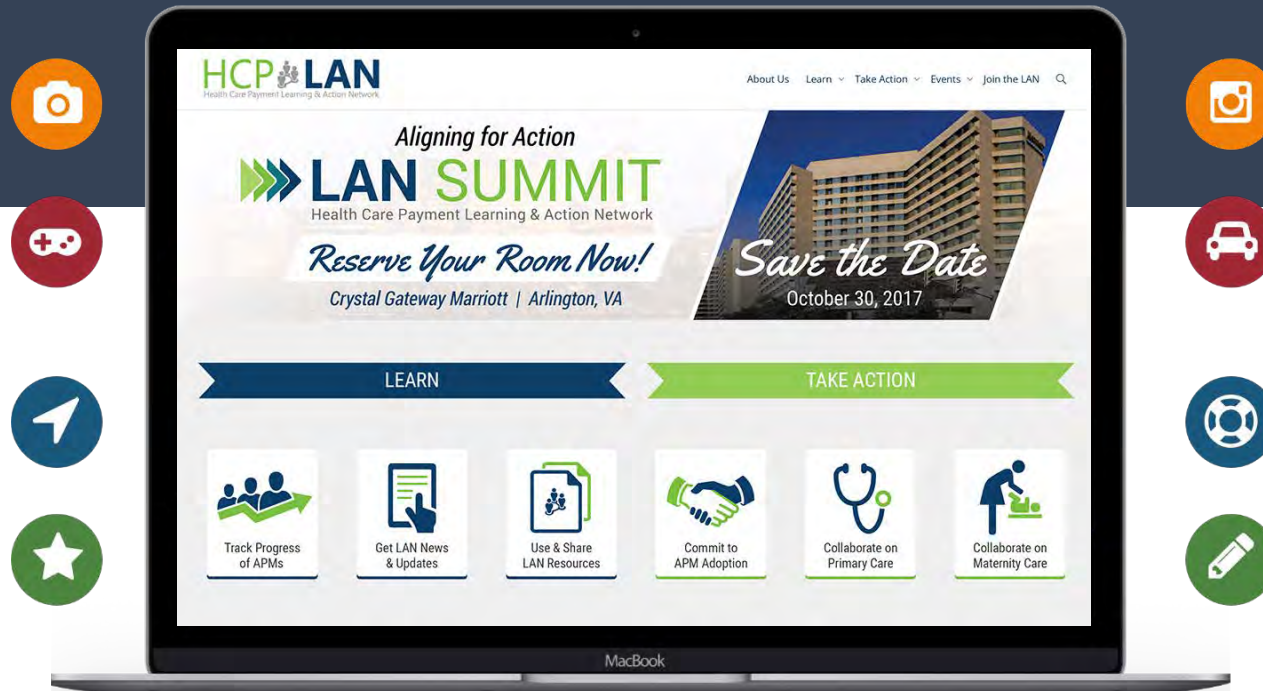 HCP LAN
Health Care Payment Learning & Action Network
About Us Learn Take Action Events Join the LAN
Aligning for Action
LAN SUMMIT
Health Care Payment Learning & Action Network
Reserve Your Room Now!
Crystal Gateway Marriott | Arlington, VA
Save the Date
October 30, 2017
LEARN
TAKE ACTION
Track Progress
of APMs
Get LAN News
& Updates
Use & Share
LAN Resources
Commit to
APM Adoption
Collaborate on
Primary Care
Collaborate on
Maternity Care
MacBook